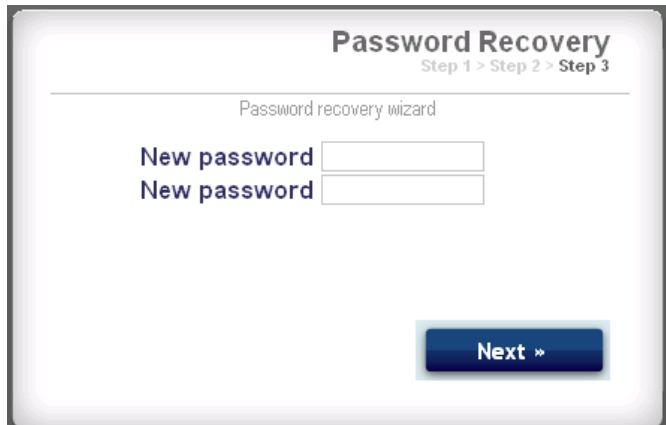 Password Recovery
Step 1 > Step 2 > Step 3
Password recovery wizard
New password
New password
Next »